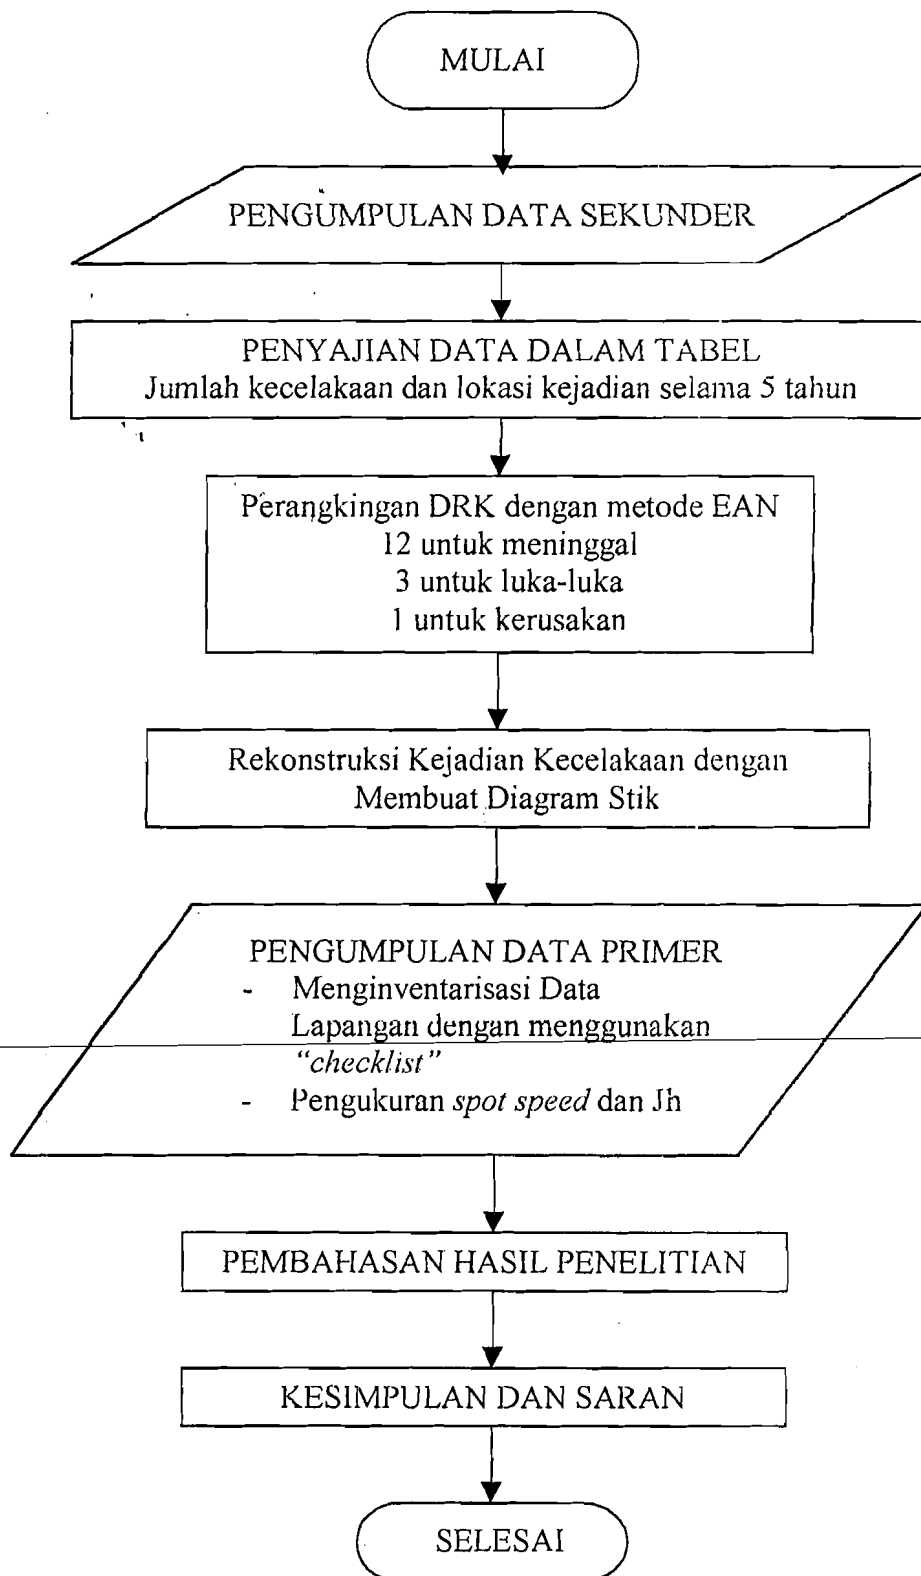 MULAI
PENGUMPULAN DATA SEKUNDER
PENYAJIAN DATA DALAM TABEL
Jumlah kecelakaan dan lokasi kejadian selama 5 tahun
Perangkingan DRK dengan metode EAN
12 untuk meninggal
3 untuk luka-luka
1 untuk kerusakan
Rekonstruksi Kejadian Kecelakaan dengan
Membuat Diagram Stik
PENGUMPULAN DATA PRIMER
- Menginventarisasi Data
Lapangan dengan menggunakan
“checklist”
- Pengukuran spot speed dan Jh
PEMBAHASAN HASIL PENELITIAN
KESIMPULAN DAN SARAN
SELESAI